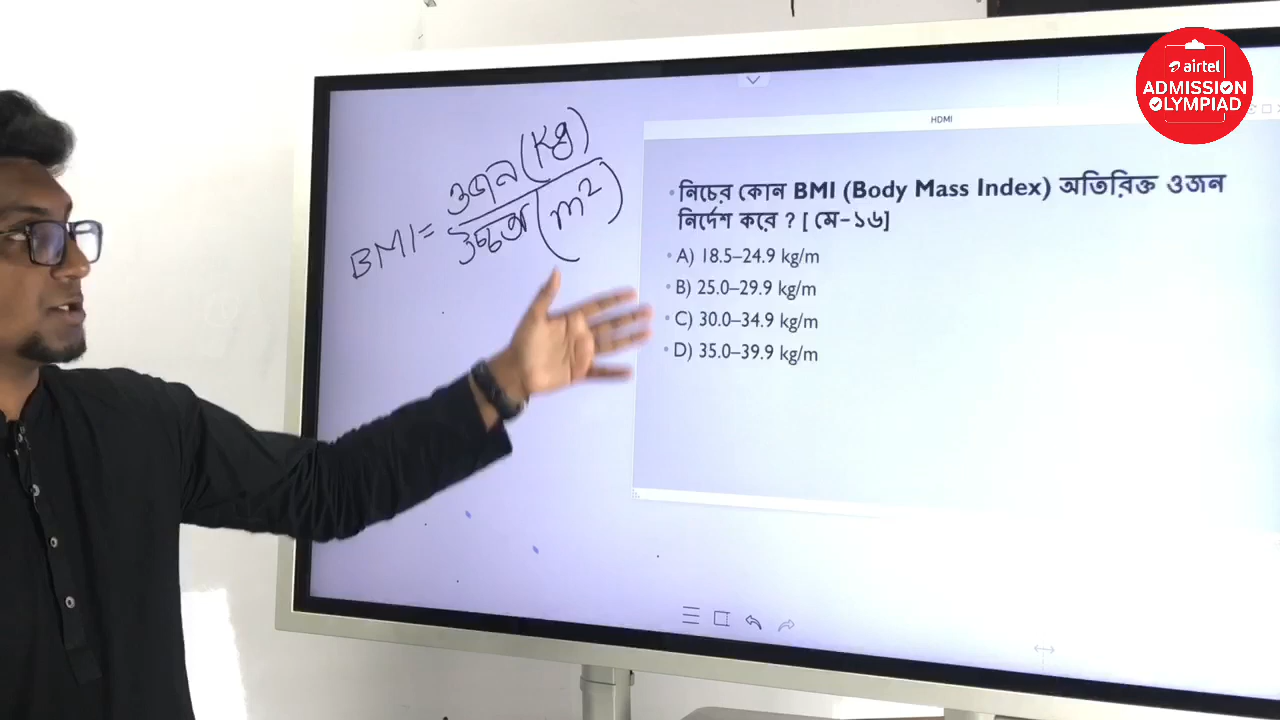 airtel
ADMISSION
OLYMPIAD
HDMI
BMI = ওজন (Kg)
উচ্চতা (m²)
• নিচের কোন BMI (Body Mass Index) অতিরিক্ত ওজন
নির্দেশ করে ? [ মে-১৬]
• A) 18.5–24.9 kg/m
• B) 25.0–29.9 kg/m
• C) 30.0–34.9 kg/m
• D) 35.0–39.9 kg/m